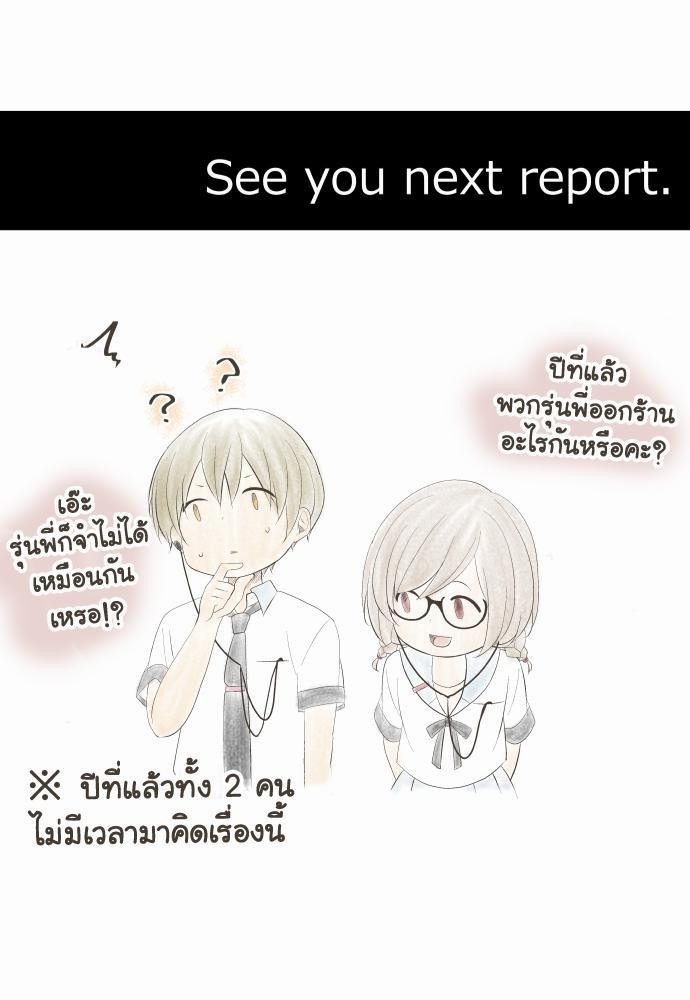 See you next report.
ปีที่แล้ว
พวกรุ่นพี่ออกร้าน
อะไรกันหรือคะ?
? ?
เอ๊ะ
รุ่นพี่ก็จำไม่ได้
เหมือนกัน
เหรอ!?
※ ปีที่แล้วทั้ง 2 คน
ไม่มีเวลามาคิดเรื่องนี้